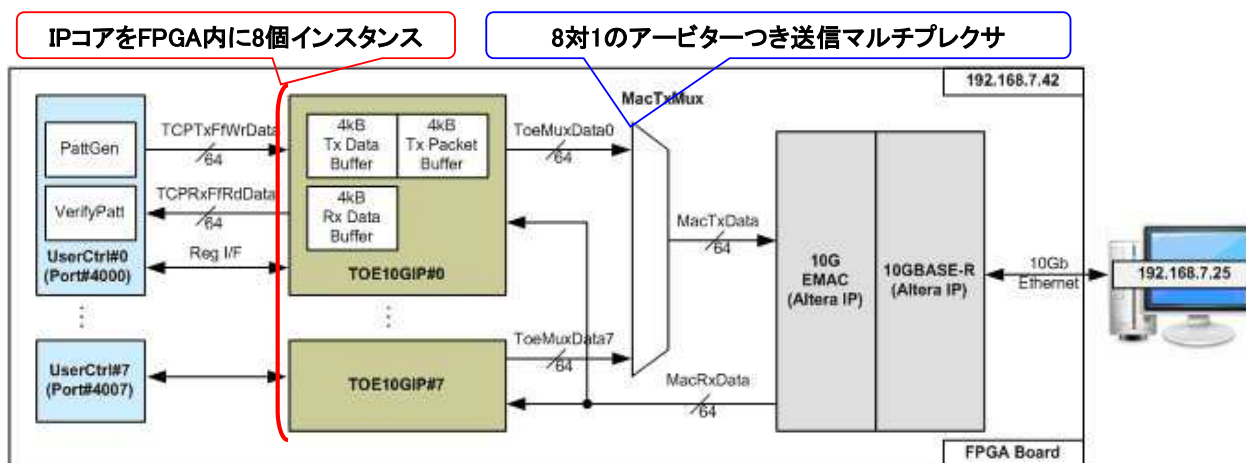 IPコアをFPGA内に8個インスタンス
8対1のアービターつき送信マルチプレクサ
192.168.7.42
MacTxMux
PattGen
TCPTxFfWrData
64
4kB
Tx Data
Buffer
4kB
Tx Packet
Buffer
ToeMuxData0
64
VerifyPatt
TCPRxFfRdData
64
4kB
Rx Data
Buffer
UserCtrl#0
(Port#4000)
Reg I/F
TOE10GIP#0
MacTxData
64
10G
EMAC
(Altera IP)
10GBASE-R
(Altera IP)
10Gb
Ethernet
192.168.7.25
UserCtrl#7
(Port#4007)
TOE10GIP#7
ToeMuxData7
64
MacRxData
64
FPGA Board